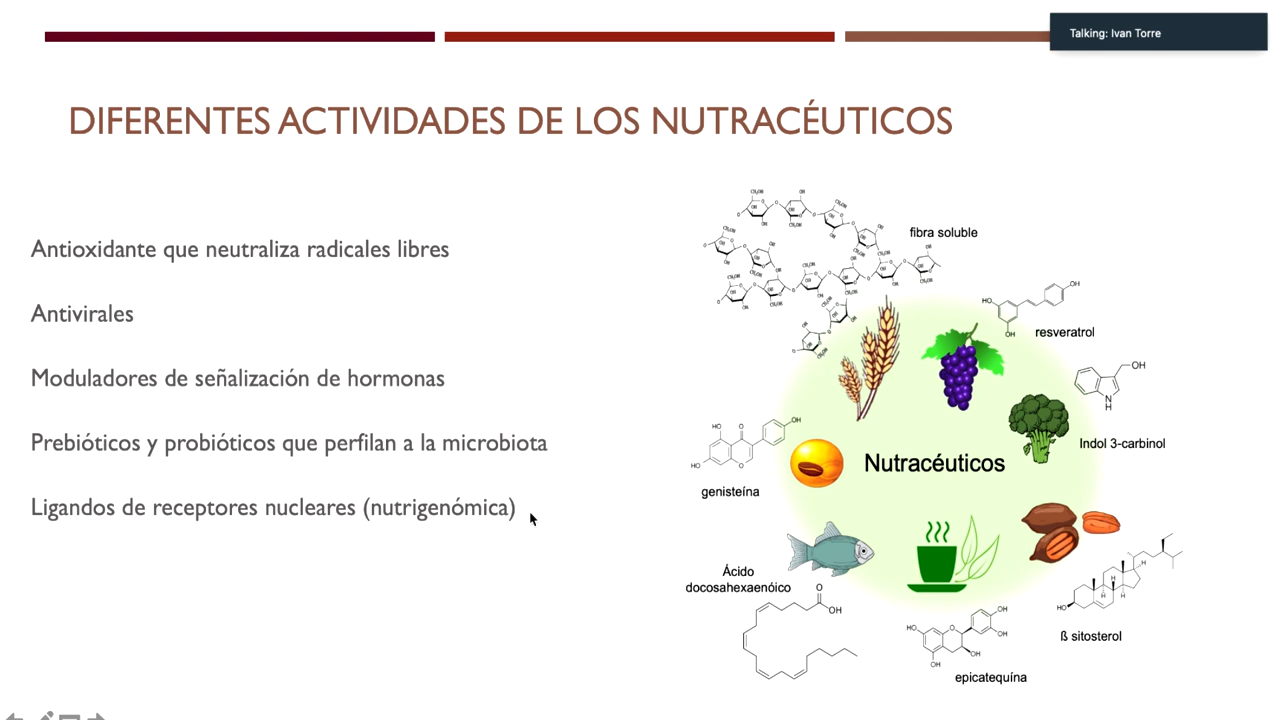 Talking: Ivan Torre
DIFERENTES ACTIVIDADES DE LOS NUTRACÉUTICOS
Antioxidante que neutraliza radicales libres
Antivirales
Moduladores de señalización de hormonas
Prebióticos y probióticos que perfilan a la microbiota
Ligandos de receptores nucleares (nutrigenómica)
fibra soluble
resveratrol
Indol 3-carbinol
Nutracéuticos
genisteína
Ácido
docosahexaenóico
ß sitosterol
epicatequína